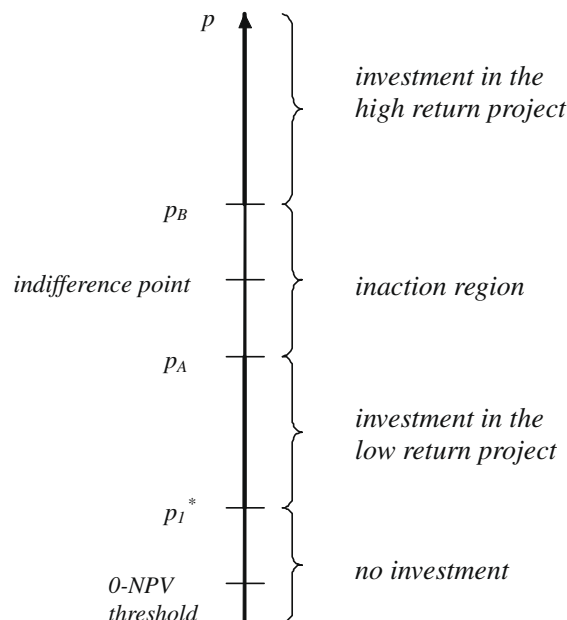 p
investment in the
high return project
p_B
indifference point
inaction region
p_A
investment in the
low return project
p_1^*
no investment
0-NPV
threshold